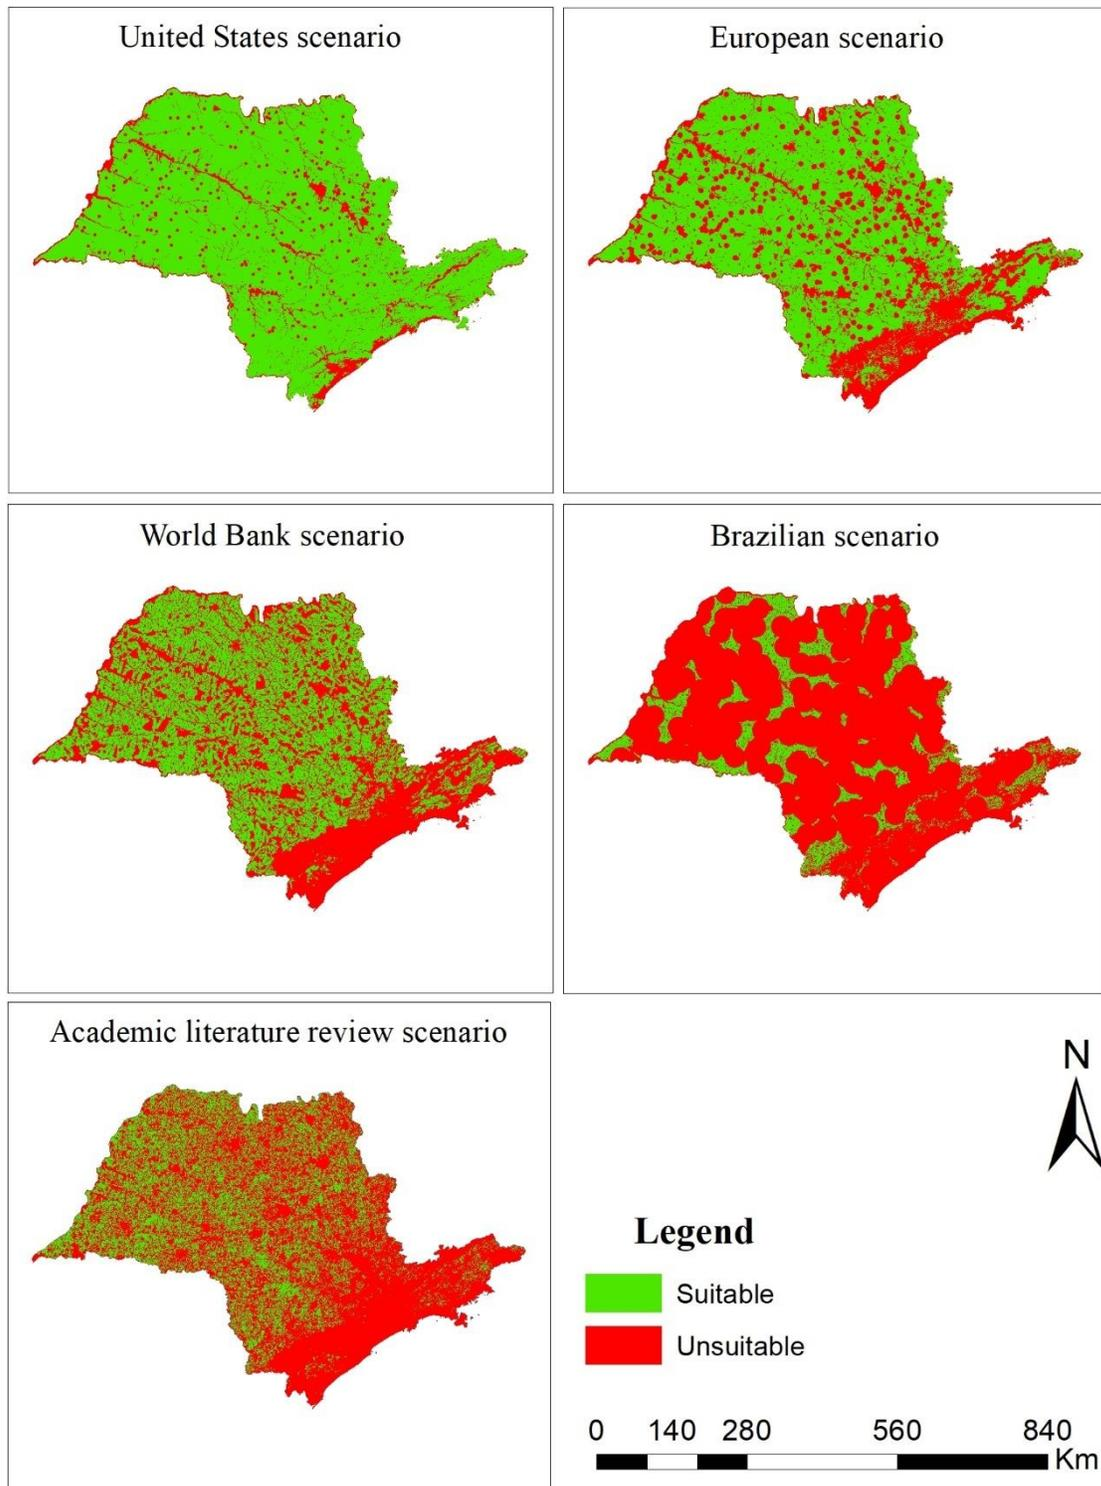 United States scenario
European scenario
World Bank scenario
Brazilian scenario
Academic literature review scenario
N
Legend
Suitable
Unsuitable
0 140 280 560 840
Km